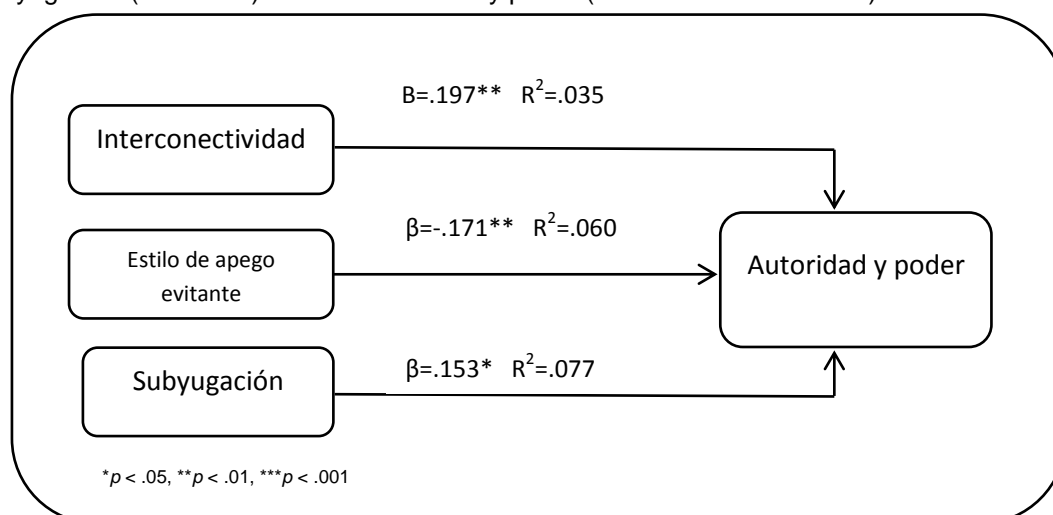 B=.197** R²=.035
Interconectividad
β=-.171** R²=.060
Estilo de apego
evitante
Autoridad y poder
β=.153* R²=.077
Subyugación
*p < .05, **p < .01, ***p < .001